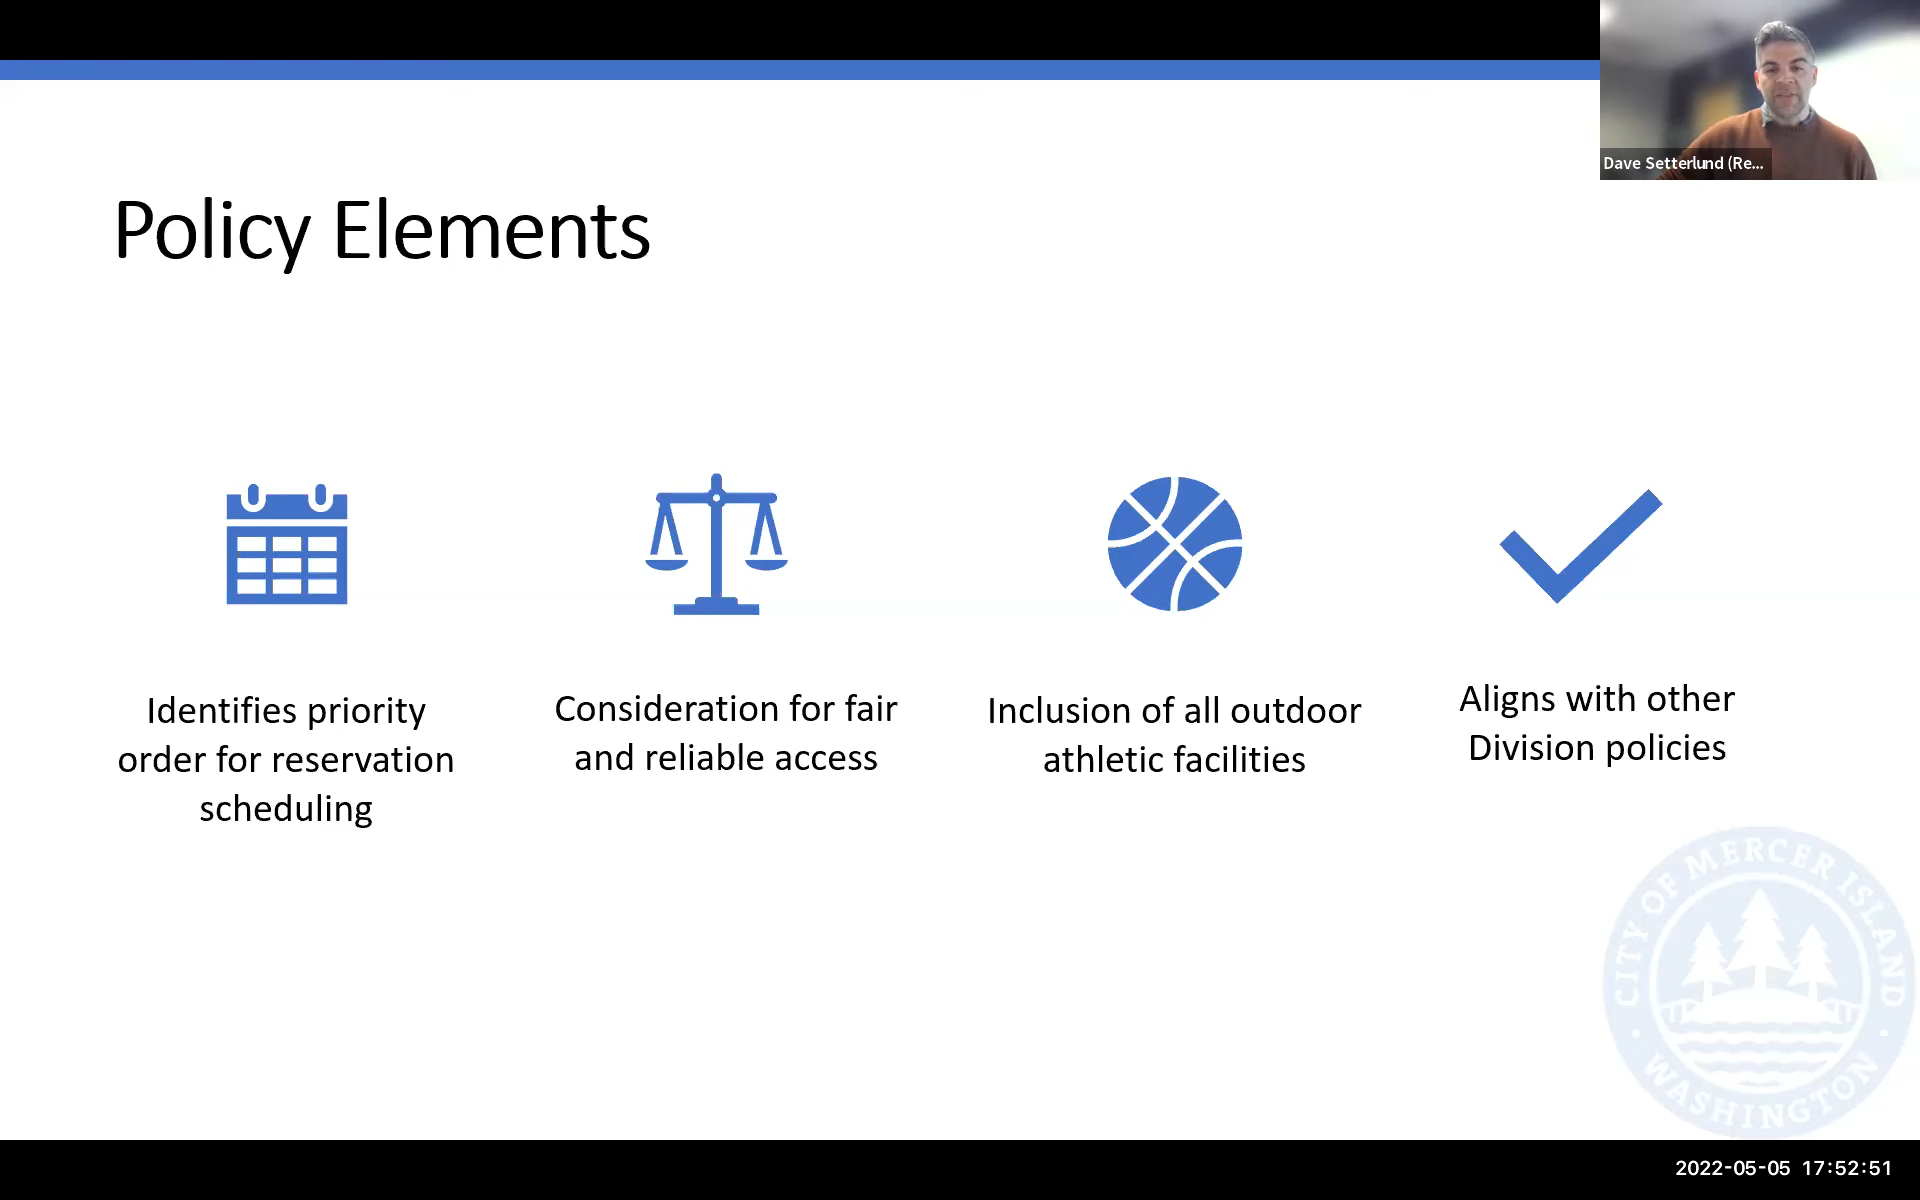 Dave Setterlund (Re...
Policy Elements
Identifies priority
order for reservation
scheduling
Consideration for fair
and reliable access
Inclusion of all outdoor
athletic facilities
Aligns with other
Division policies
CITY OF MERCER ISLAND
WASHINGTON
2022-05-05 17:52:51